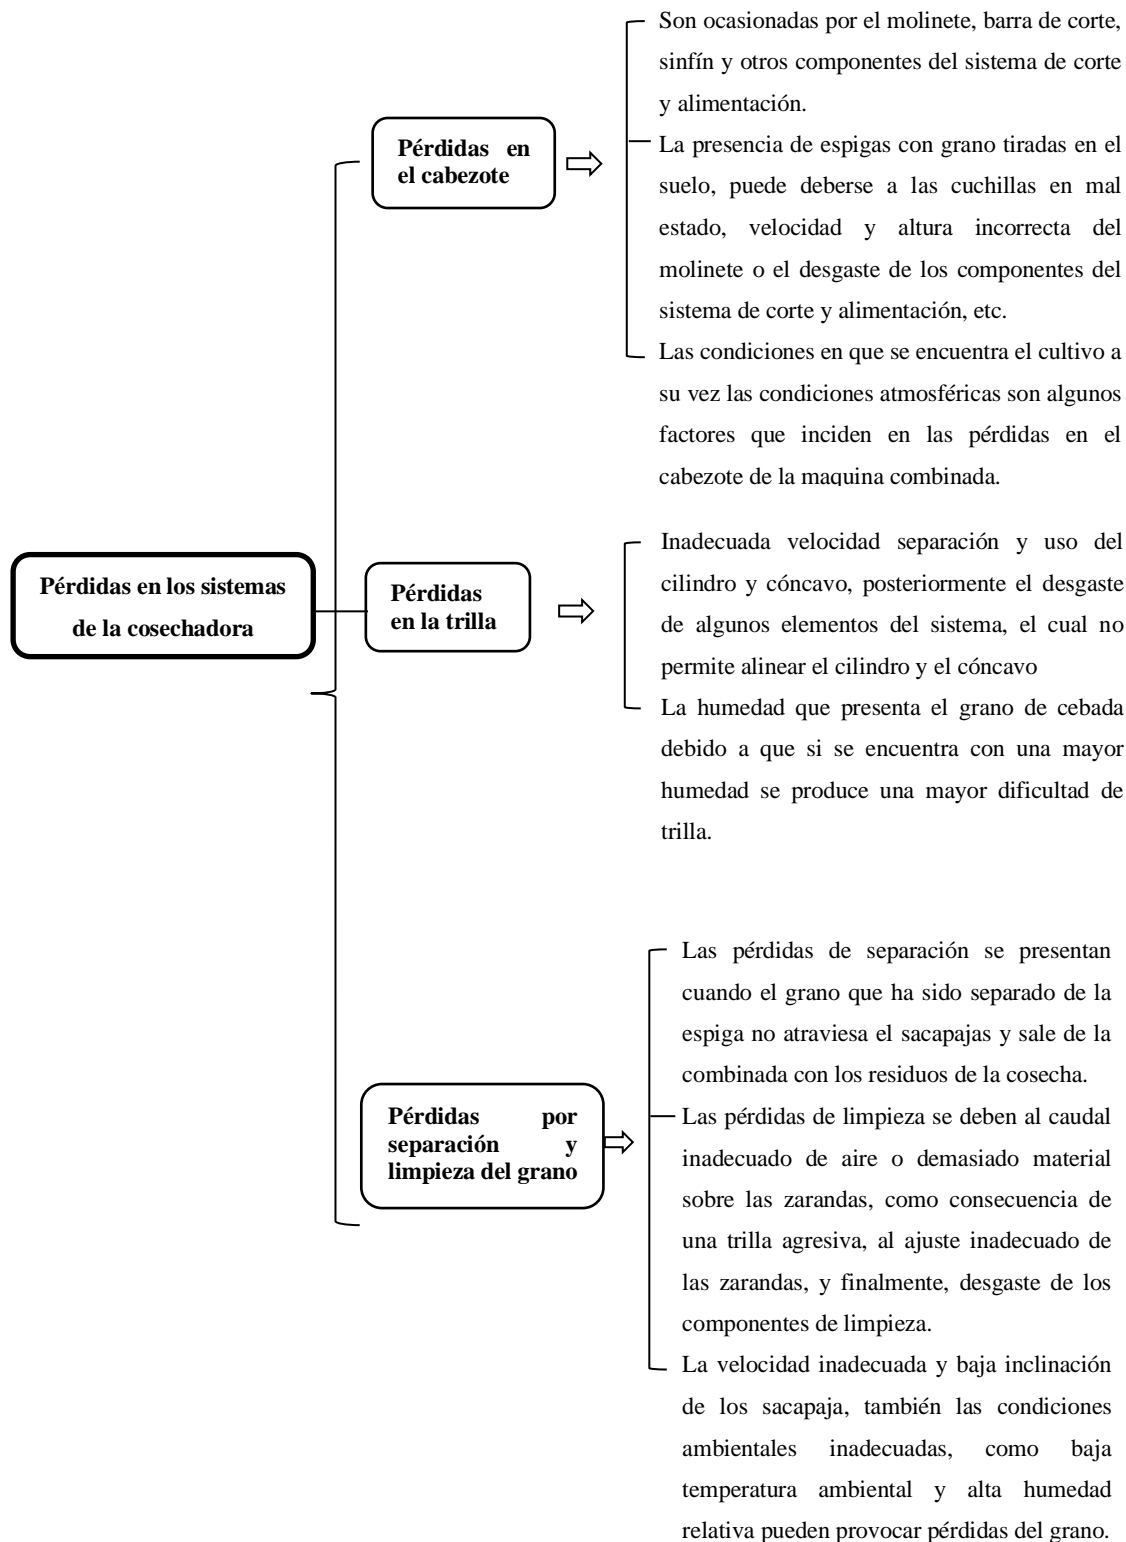 Pérdidas en los sistemas
de la cosechadora
Pérdidas en
el cabezote
Son ocasionadas por el molinete, barra de corte,
sinfín y otros componentes del sistema de corte
y alimentación.
La presencia de espigas con grano tiradas en el
suelo, puede deberse a las cuchillas en mal
estado, velocidad y altura incorrecta del
molinete o el desgaste de los componentes del
sistema de corte y alimentación, etc.
Las condiciones en que se encuentra el cultivo a
su vez las condiciones atmosféricas son algunos
factores que inciden en las pérdidas en el
cabezote de la maquina combinada.
Pérdidas
en la trilla
Inadecuada velocidad separación y uso del
cilindro y cóncavo, posteriormente el desgaste
de algunos elementos del sistema, el cual no
permite alinear el cilindro y el cóncavo
La humedad que presenta el grano de cebada
debido a que si se encuentra con una mayor
humedad se produce una mayor dificultad de
trilla.
Pérdidas por
separación y
limpieza del grano
Las pérdidas de separación se presentan
cuando el grano que ha sido separado de la
espiga no atraviesa el sacapajas y sale de la
combinada con los residuos de la cosecha.
Las pérdidas de limpieza se deben al caudal
inadecuado de aire o demasiado material
sobre las zarandas, como consecuencia de
una trilla agresiva, al ajuste inadecuado de
las zarandas, y finalmente, desgaste de los
componentes de limpieza.
La velocidad inadecuada y baja inclinación
de los sacapaja, también las condiciones
ambientales inadecuadas, como baja
temperatura ambiental y alta humedad
relativa pueden provocar pérdidas del grano.